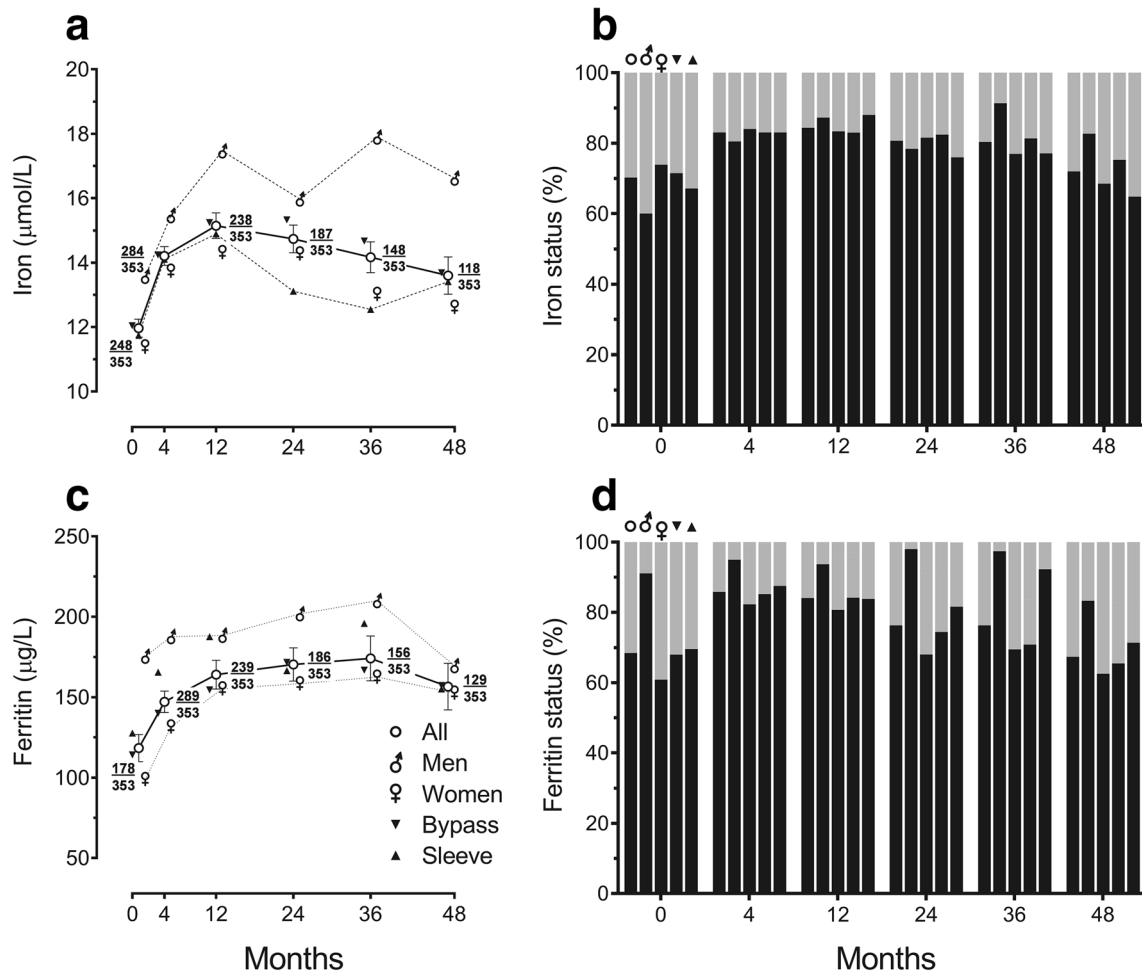 a
20
18
16
14
12
10
Iron (μmol/L)
248
353
284
353
238
353
187
353
148
353
118
353
0 4 12 24 36 48
b
100
80
60
40
20
0
Iron status (%)
0 4 12 24 36 48
c
250
200
150
100
50
Ferritin (μg/L)
178
353
289
353
239
353
186
353
156
353
129
353
All
Men
Women
Bypass
Sleeve
0 4 12 24 36 48
Months
d
100
80
60
40
20
0
Ferritin status (%)
0 4 12 24 36 48
Months